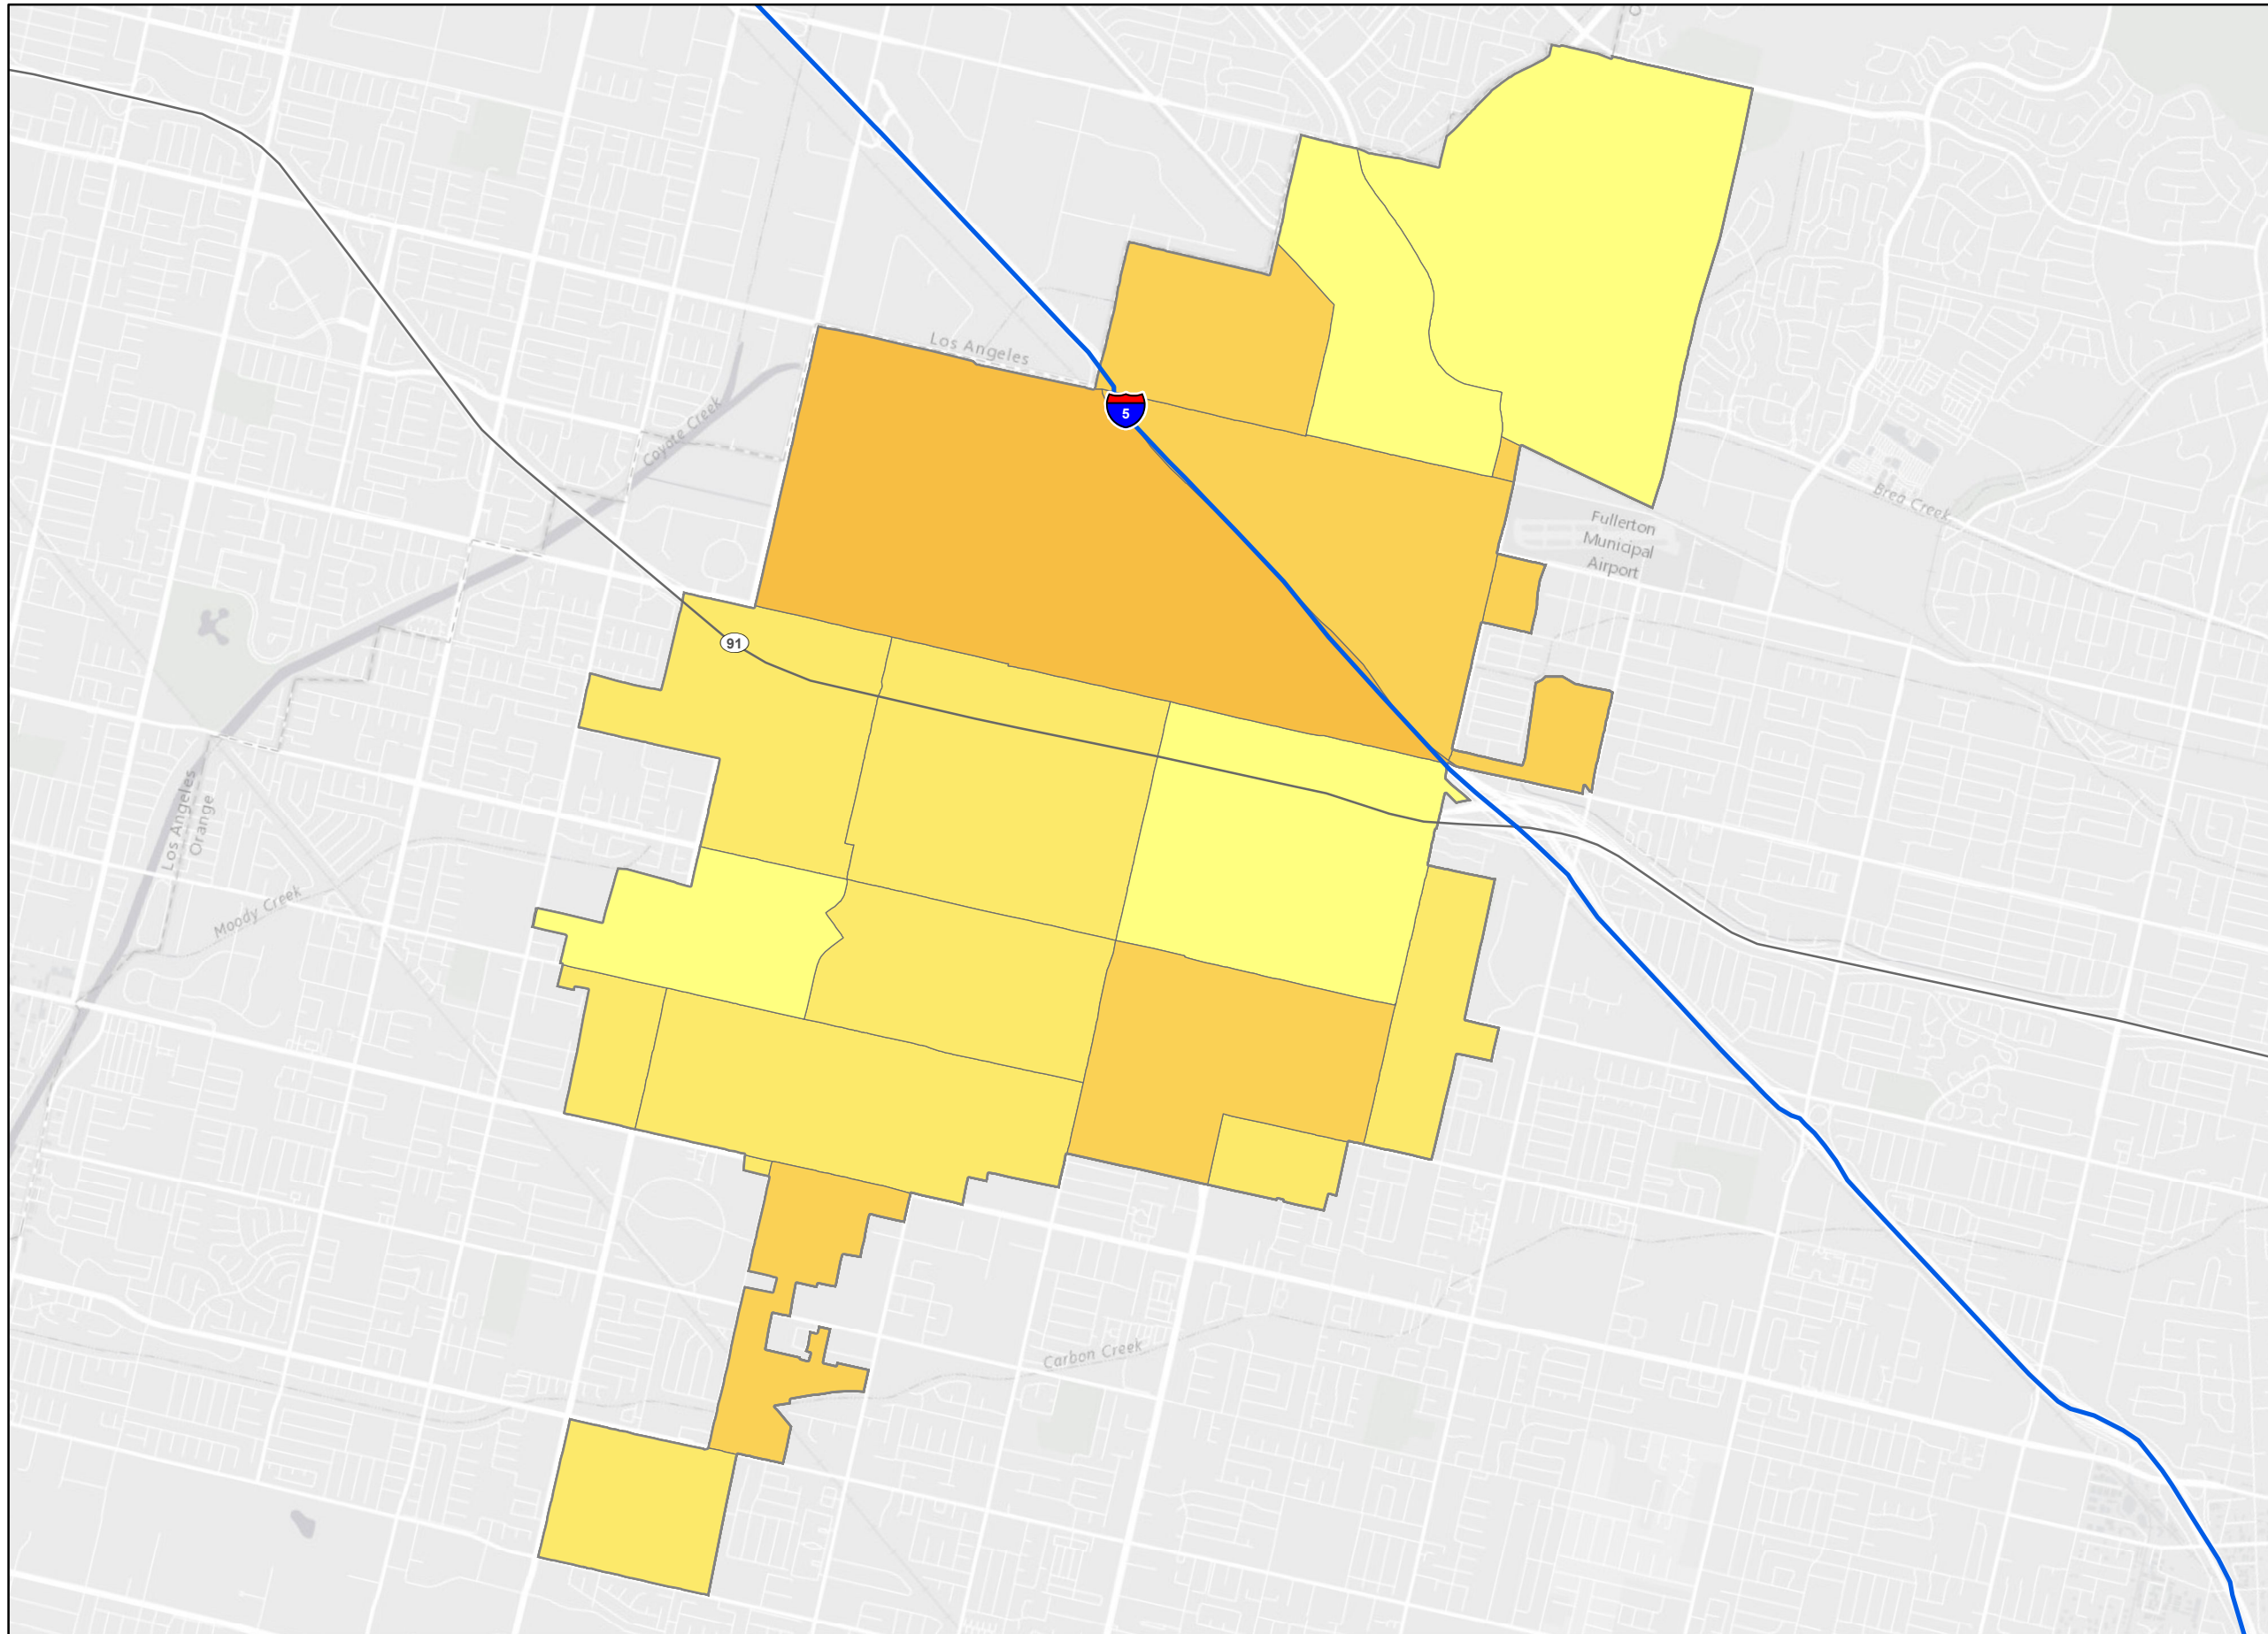 Los Angeles
5
Coyote Creek
Brea Creek
Fullerton
Municipal
Airport
91
Los Angeles
Orange
Moody Creek
Carbon Creek